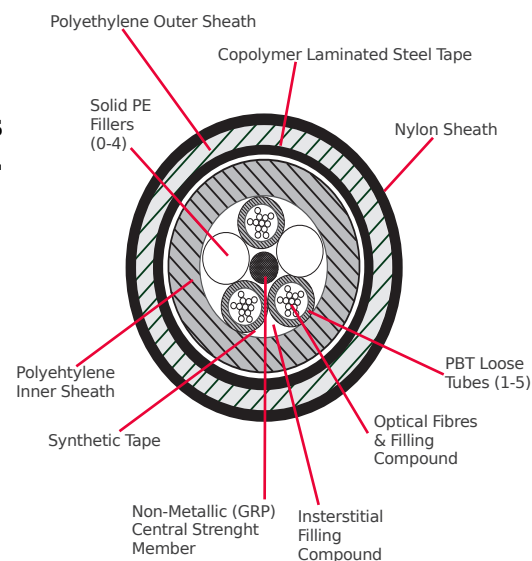 Polyethylene Outer Sheath
Copolymer Laminated Steel Tape
Solid PE
Fillers
(0-4)
Nylon Sheath
Polyehtylene
Inner Sheath
PBT Loose
Tubes (1-5)
Synthetic Tape
Optical Fibres
& Filling
Compound
Non-Metallic (GRP)
Central Strenght
Member
Insterstitial
Filling
Compound